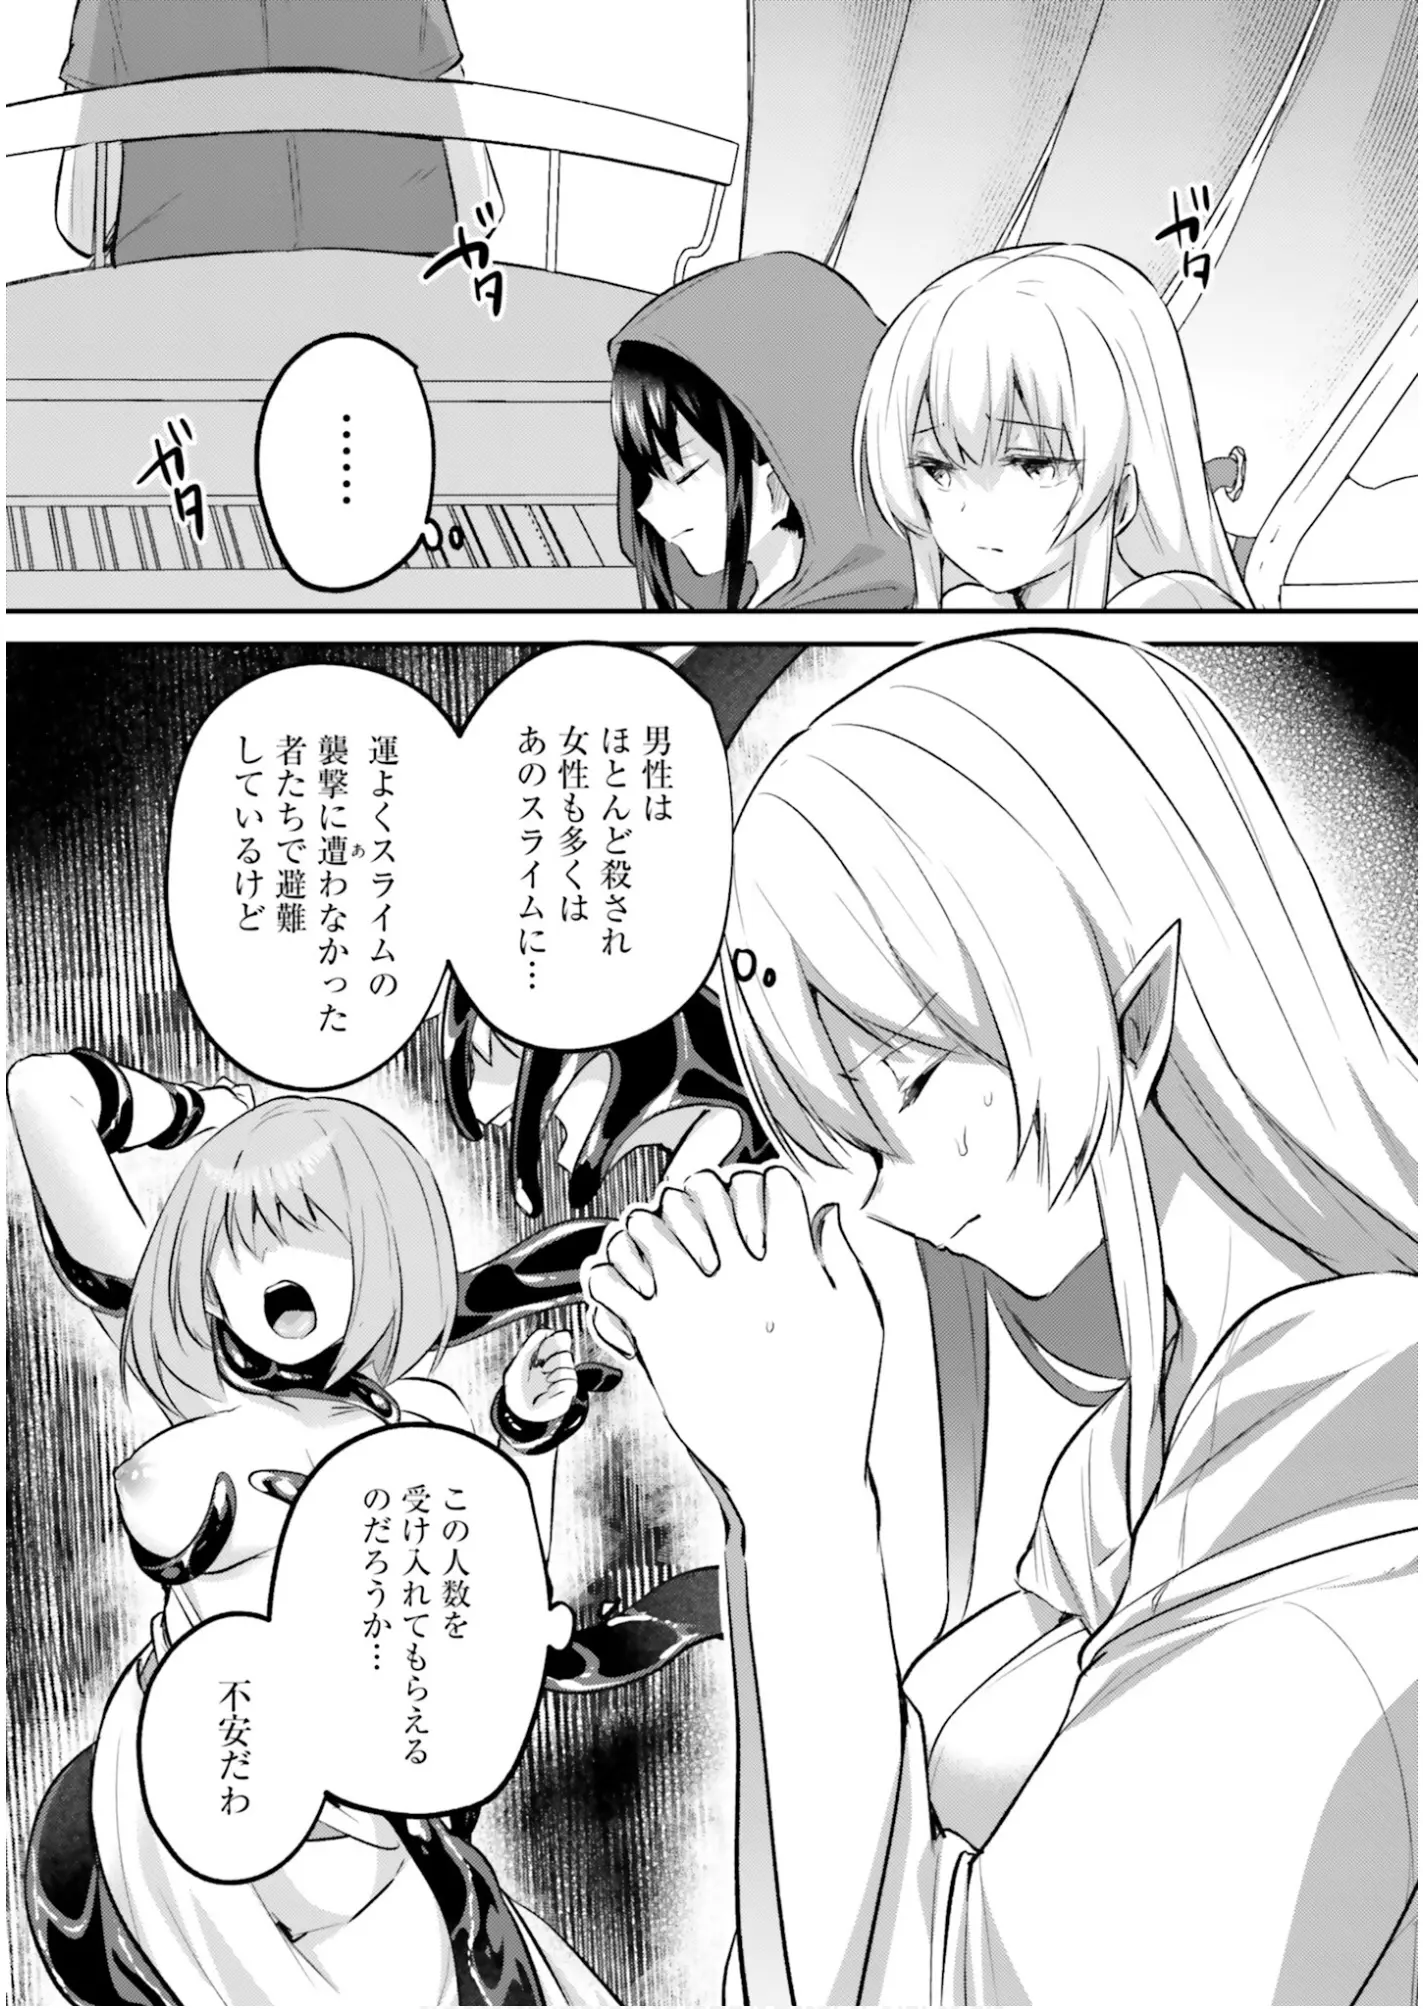 ガタ
ガタ
………
ガタ
男性は
ほとんど殺され
女性も多くは
あのスライムに…
運よくスライムの
襲撃に遭わなかった
あ
者たちで避難
しているけど
この人数を
受け入れてもらえる
のだろうか…
不安だわ